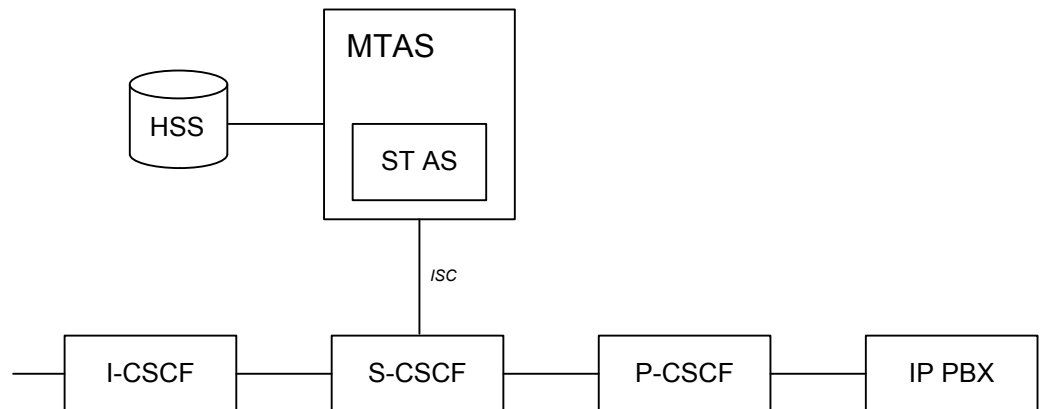 MTAS
HSS
ST AS
ISC
I-CSCF
S-CSCF
P-CSCF
IP PBX